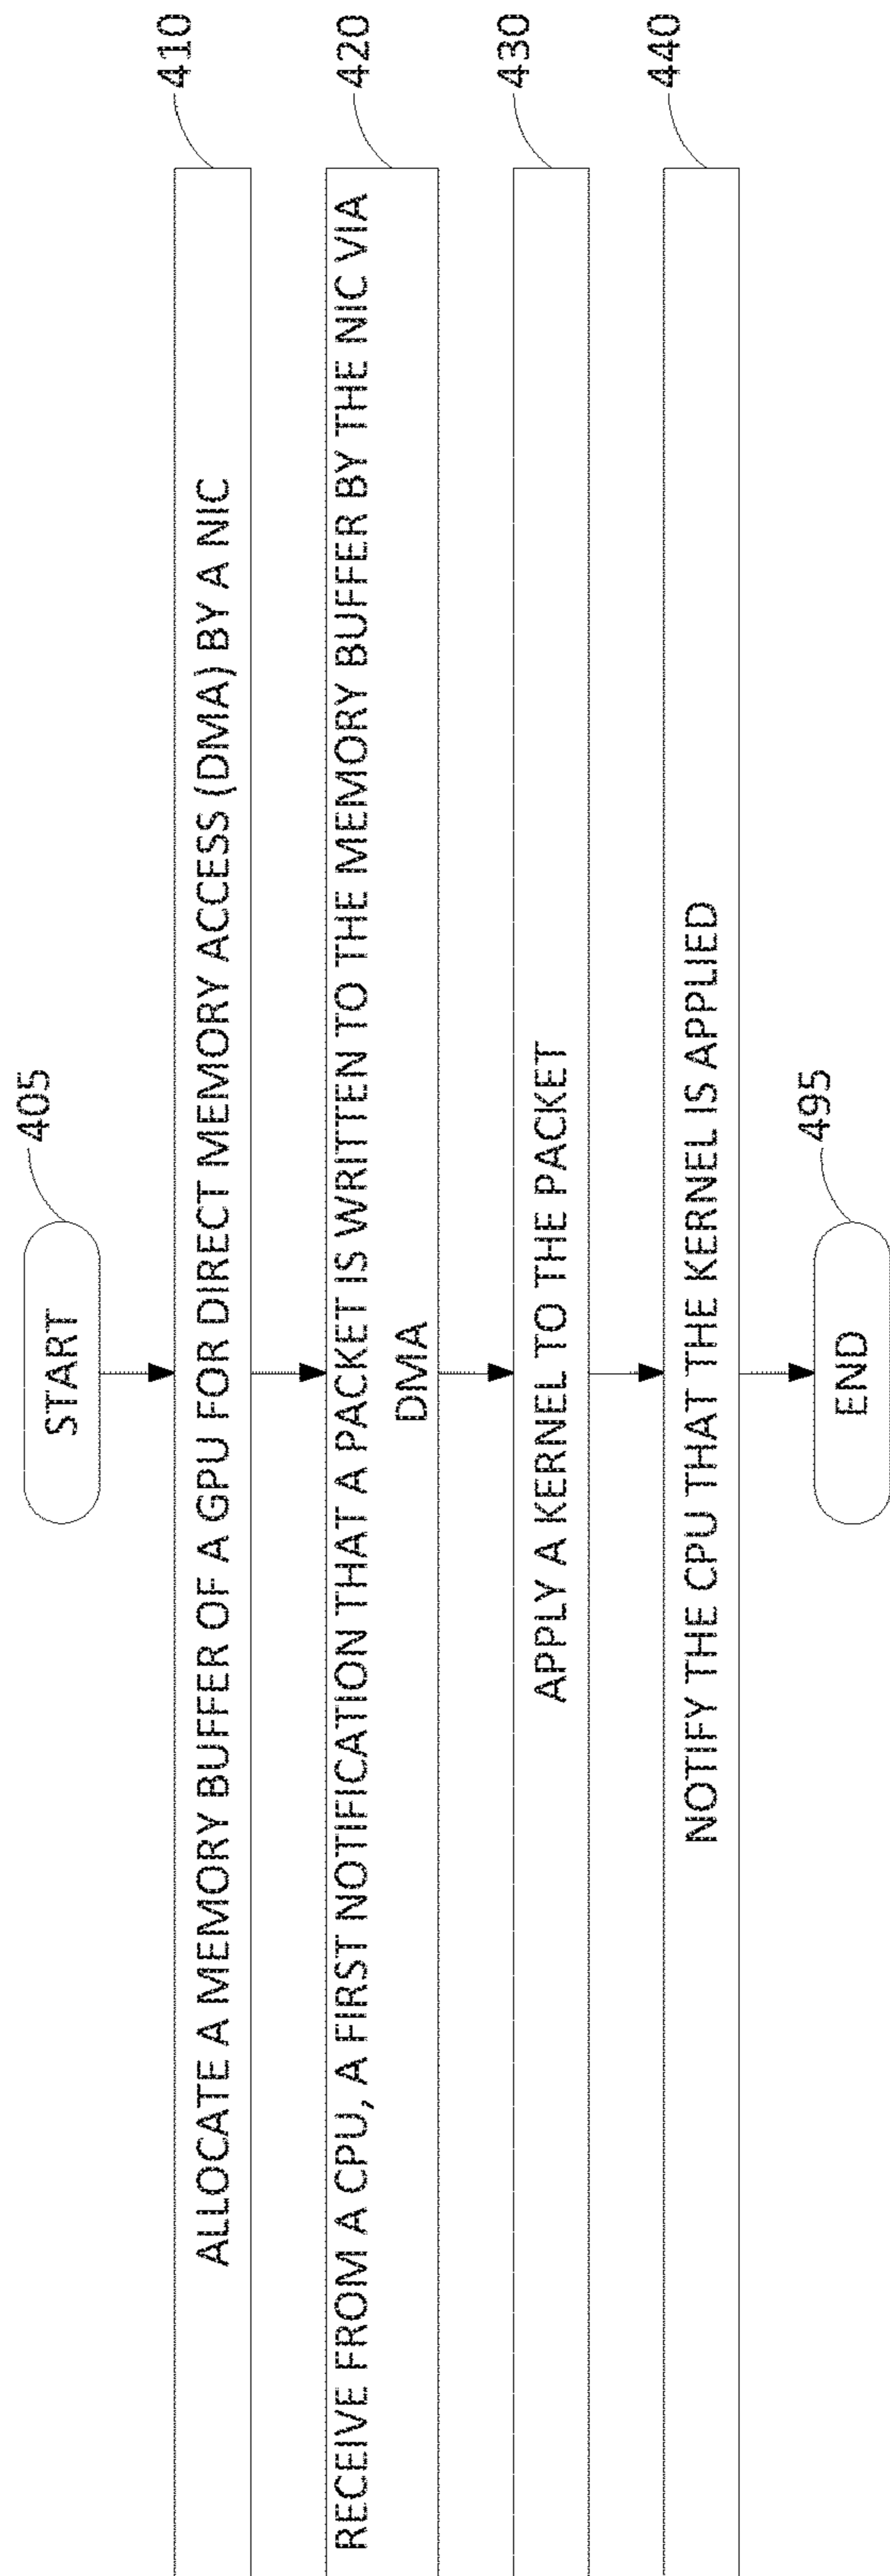 START
405
ALLOCATE A MEMORY BUFFER OF A GPU FOR DIRECT MEMORY ACCESS (DMA) BY A NIC
410
RECEIVE FROM A CPU, A FIRST NOTIFICATION THAT A PACKET IS WRITTEN TO THE MEMORY BUFFER BY THE NIC VIA
DMA
420
APPLY A KERNEL TO THE PACKET
430
NOTIFY THE CPU THAT THE KERNEL IS APPLIED
440
END
495